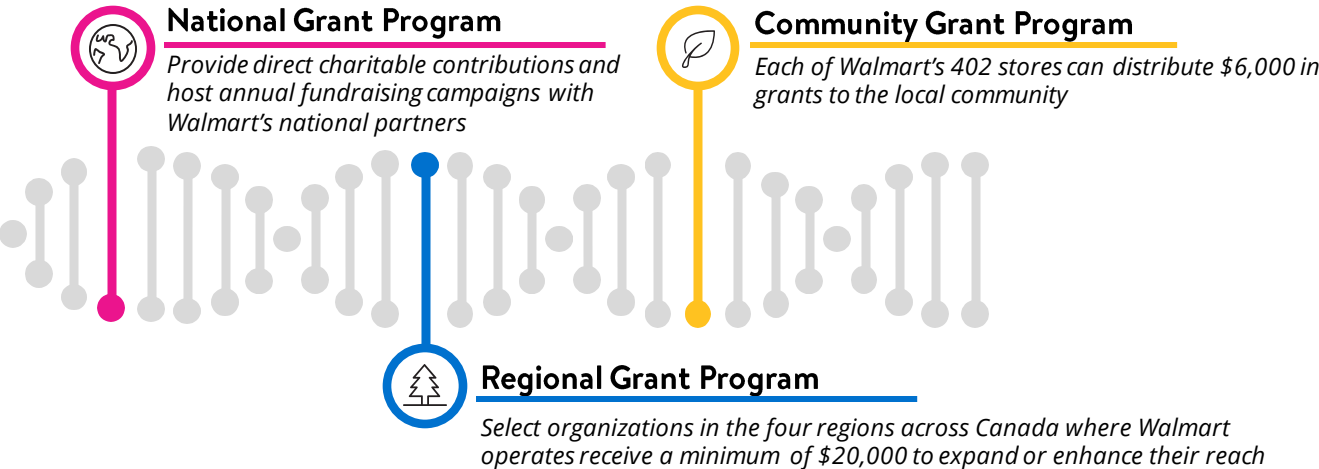 National Grant Program
Provide direct charitable contributions and
host annual fundraising campaigns with
Walmart's national partners
Community Grant Program
Each of Walmart's 402 stores can distribute $6,000 in
grants to the local community
Regional Grant Program
Select organizations in the four regions across Canada where Walmart
operates receive a minimum of $20,000 to expand or enhance their reach